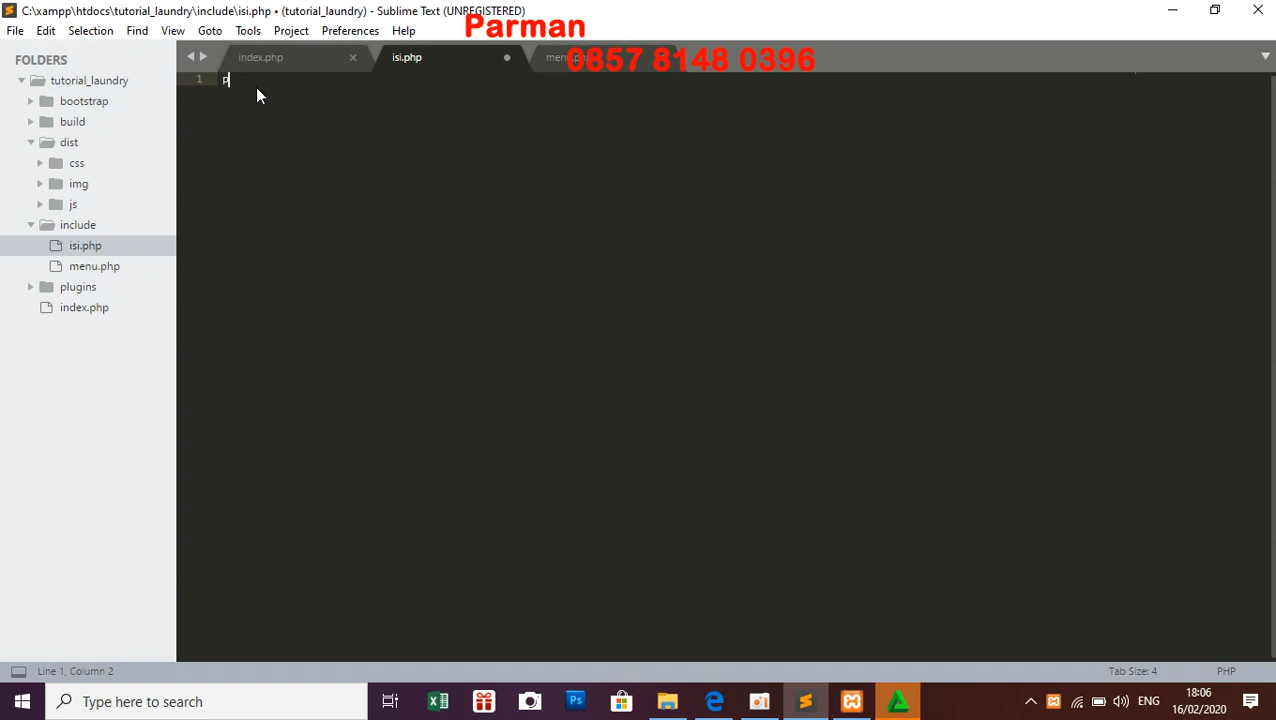 C:\xampp\htdocs\tutorial_laundry\include\isi.php • (tutorial_laundry) - Sublime Text (UNREGISTERED)
Parman
0857 8148 0396
File Edit Selection Find View Goto Tools Project Preferences Help
FOLDERS
tutorial_laundry
bootstrap
build
dist
css
img
js
include
isi.php
menu.php
plugins
index.php
index.php isi.php
1 p
Line 1, Column 2
Tab Size: 4 PHP
Type here to search
ENG
18:06
16/02/2020